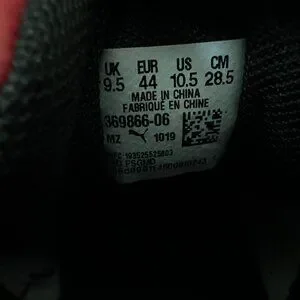 UK EUR US CM
9.5 44 10.5 28.5
MADE IN CHINA
FABRIQUÉ EN CHINE
369866-06
MZ 1019